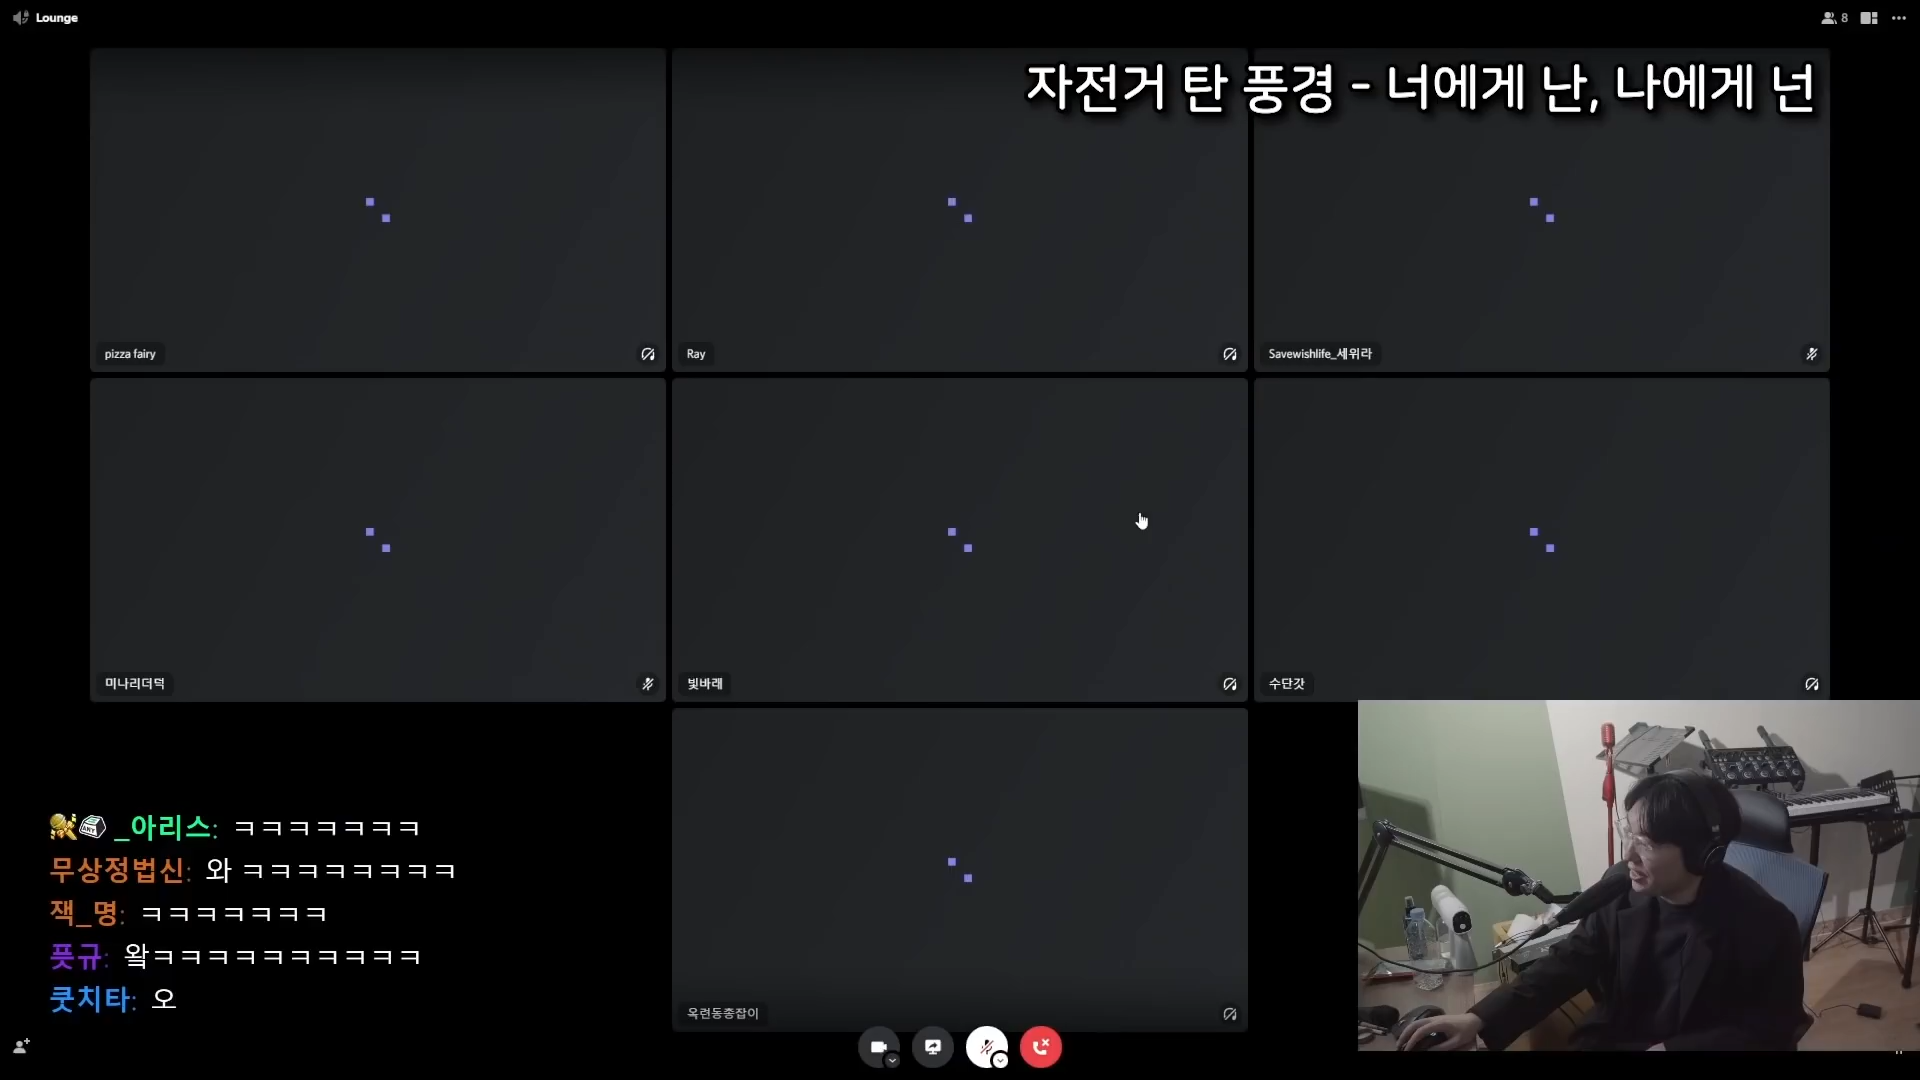 Lounge
8
자전거 탄 풍경 - 너에게 난, 나에게 넌
pizza fairy
Ray
Savewishlife_세위라
미나리더덕
빛바래
수단갓
ANY
_아리스: ㅋㅋㅋㅋㅋㅋㅋ
무상정법신: 와 ㅋㅋㅋㅋㅋㅋㅋㅋ
잭_명: ㅋㅋㅋㅋㅋㅋㅋ
풋규: 왘ㅋㅋㅋㅋㅋㅋㅋㅋㅋㅋ
쿳치타: 오
옥련동종잡이